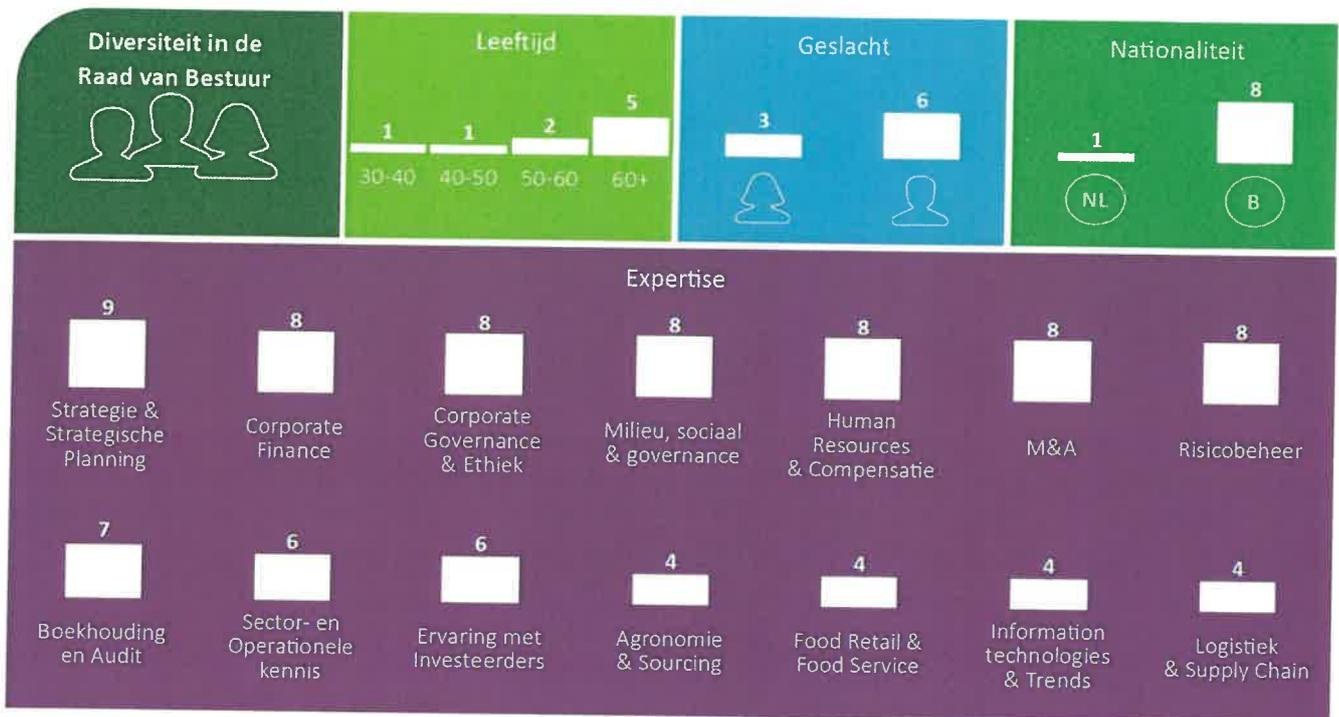 Diversiteit in de
Raad van Bestuur
Leeftijd
1
1
2
5
30-40
40-50
50-60
60+
Geslacht
3
6
Nationaliteit
1
8
NL
B
Expertise
9
Strategie &
Strategische
Planning
8
Corporate
Finance
8
Corporate
Governance
& Ethiek
8
Milieu, sociaal
& governance
8
Human
Resources
& Compensatie
8
M&A
8
Risicobeheer
7
Boekhouding
en Audit
6
Sector- en
Operationele
kennis
6
Ervaring met
Investeerders
4
Agronomie
& Sourcing
4
Food Retail &
Food Service
4
Information
technologies
& Trends
4
Logistiek
& Supply Chain